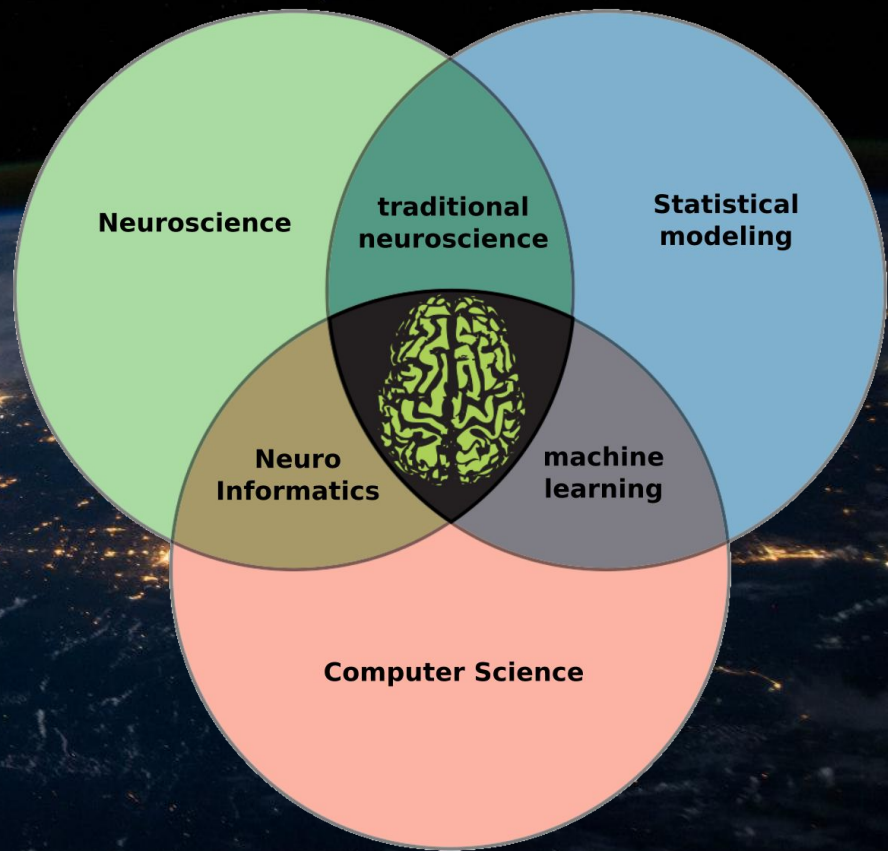 Neuroscience
traditional
neuroscience
Statistical
modeling
Neuro
Informatics
machine
learning
Computer Science